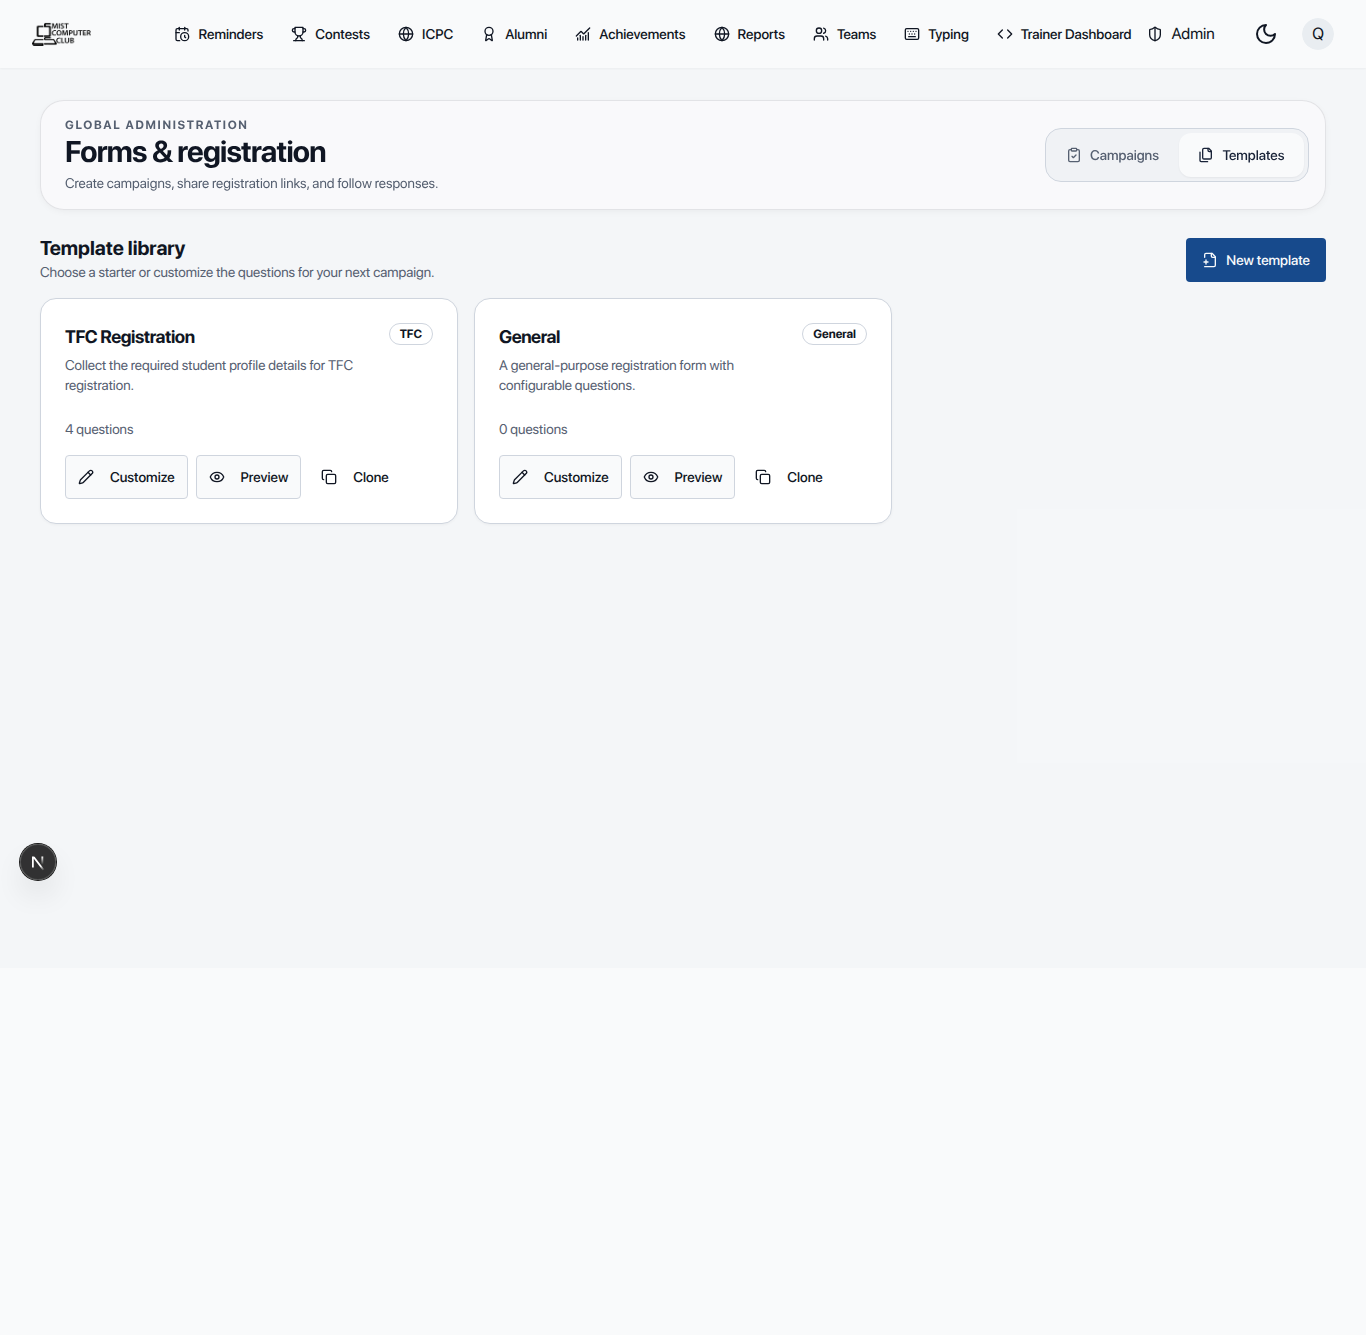 MIST
COMPUTER
CLUB
Reminders
Contests
ICPC
Alumni
Achievements
Reports
Teams
Typing
Trainer Dashboard
Admin
Q
GLOBAL ADMINISTRATION
Forms & registration
Create campaigns, share registration links, and follow responses.
Campaigns
Templates
Template library
Choose a starter or customize the questions for your next campaign.
New template
TFC Registration
TFC
Collect the required student profile details for TFC
registration.
4 questions
Customize
Preview
Clone
General
General
A general-purpose registration form with
configurable questions.
0 questions
Customize
Preview
Clone
N